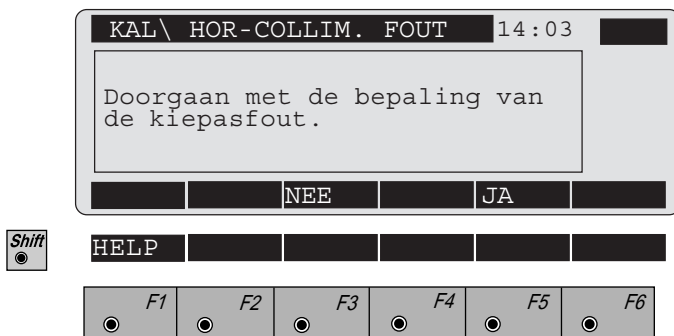 KAL\ HOR-COLLIM. FOUT 14:03
Doorgaan met de bepaling van
de kiepasfout.
NEE JA
Shift
HELP
F1 F2 F3 F4 F5 F6